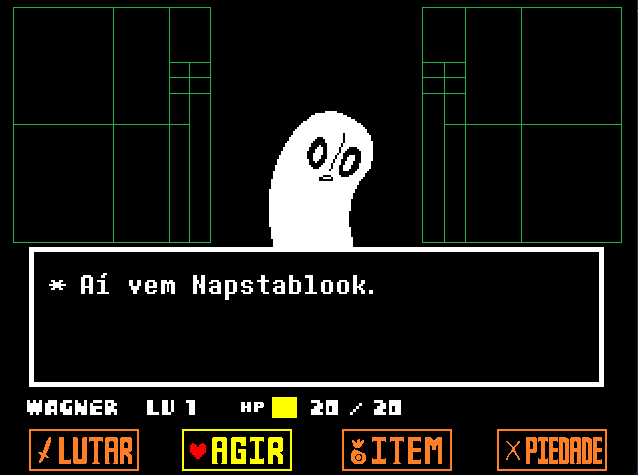 * Aí vem Napstablook.
WAGNER LV 1 HP 20 / 20
LUTAR AGIR ITEM PIEDADE